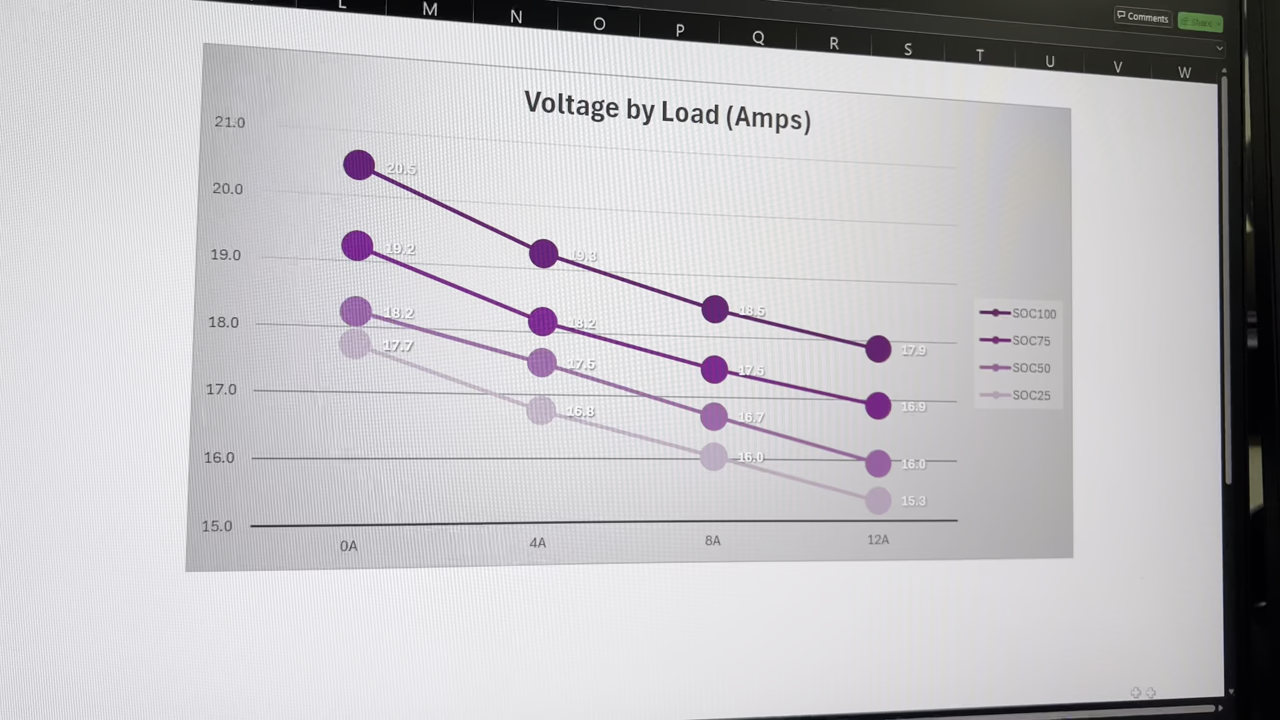 L M N O P Q R S T U V W
Comments Share
Voltage by Load (Amps)
21.0
20.0
19.0
18.0
17.0
16.0
15.0
20.5 19.3 18.5 17.9
19.2 18.2 17.5 16.9
18.2 17.5 16.7 16.0
17.7 16.8 16.0 15.3
0A 4A 8A 12A
SOC100
SOC75
SOC50
SOC25